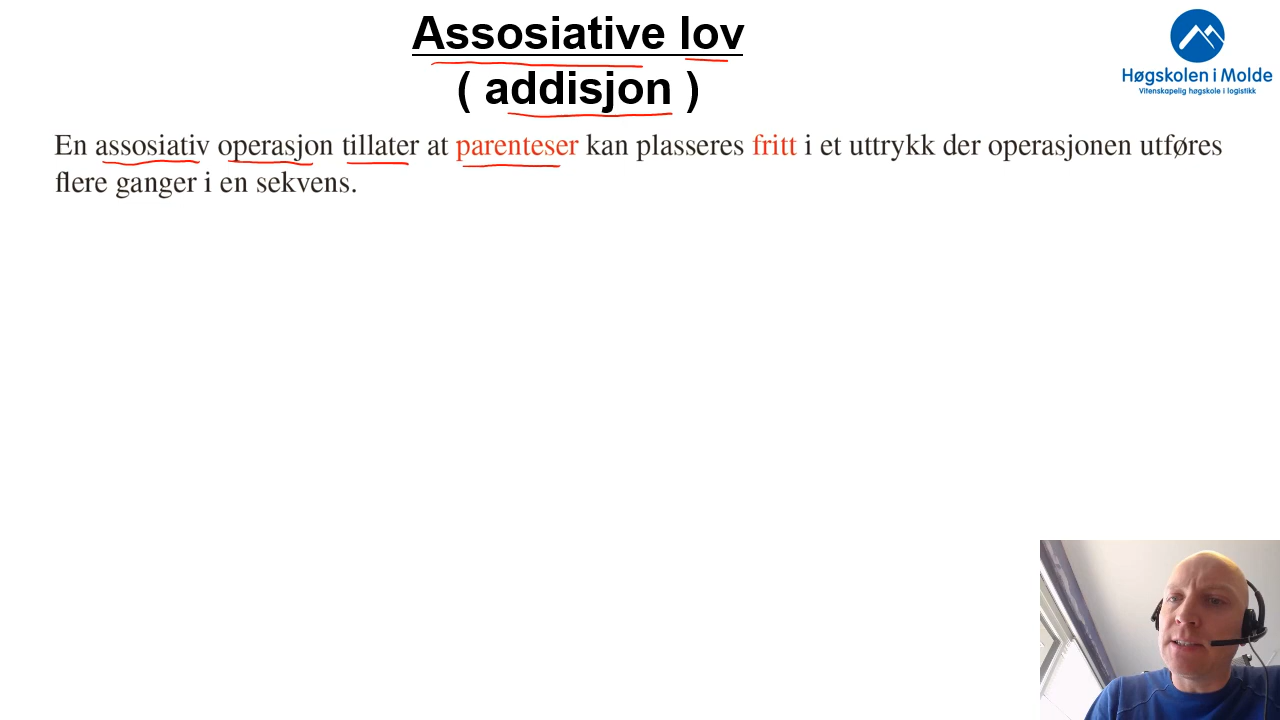 Assosiative lov
( addisjon )
Høgskolen i Molde
Vitenskapelig høgskole i logistikk
En assosiativ operasjon tillater at parenteser kan plasseres fritt i et uttrykk der operasjonen utføres
flere ganger i en sekvens.